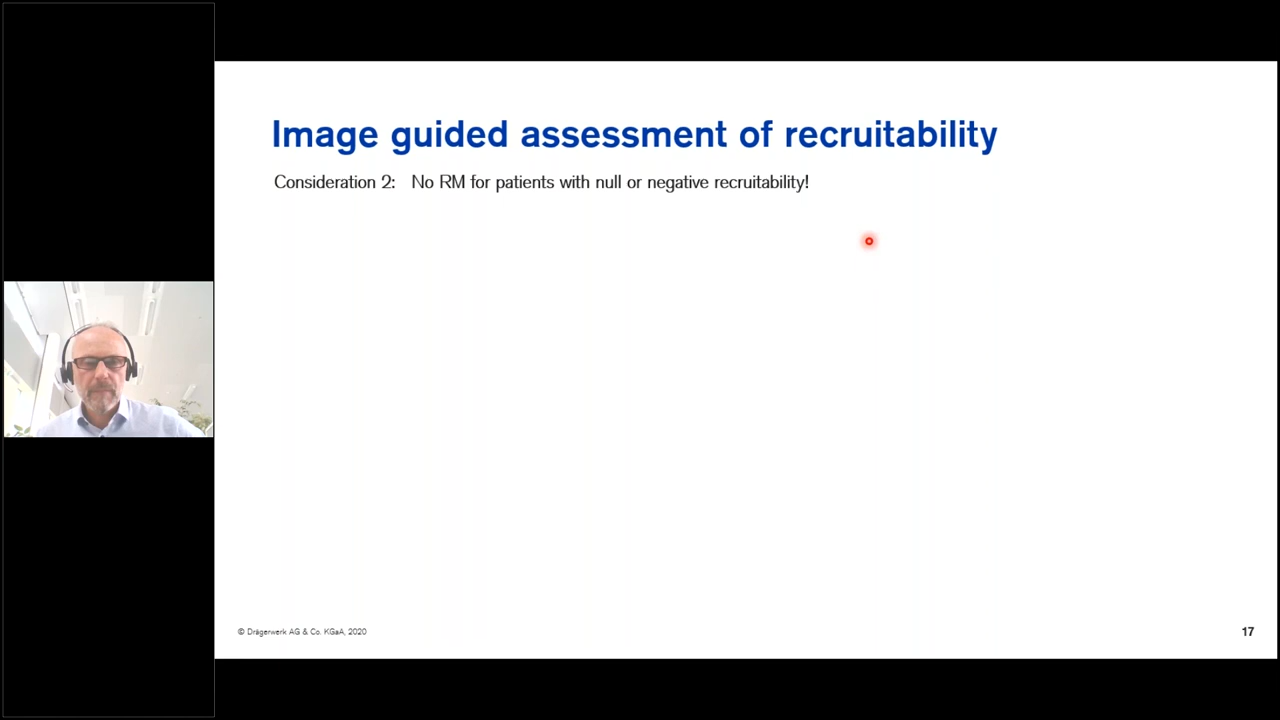 Image guided assessment of recruitability
Consideration 2: No RM for patients with null or negative recruitability!
© Drägerwerk AG & Co. KGaA, 2020
17